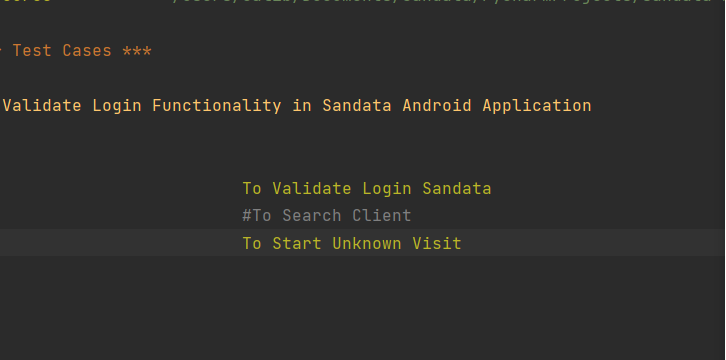 Test Cases ***
Validate Login Functionality in Sandata Android Application
To Validate Login Sandata
#To Search Client
To Start Unknown Visit